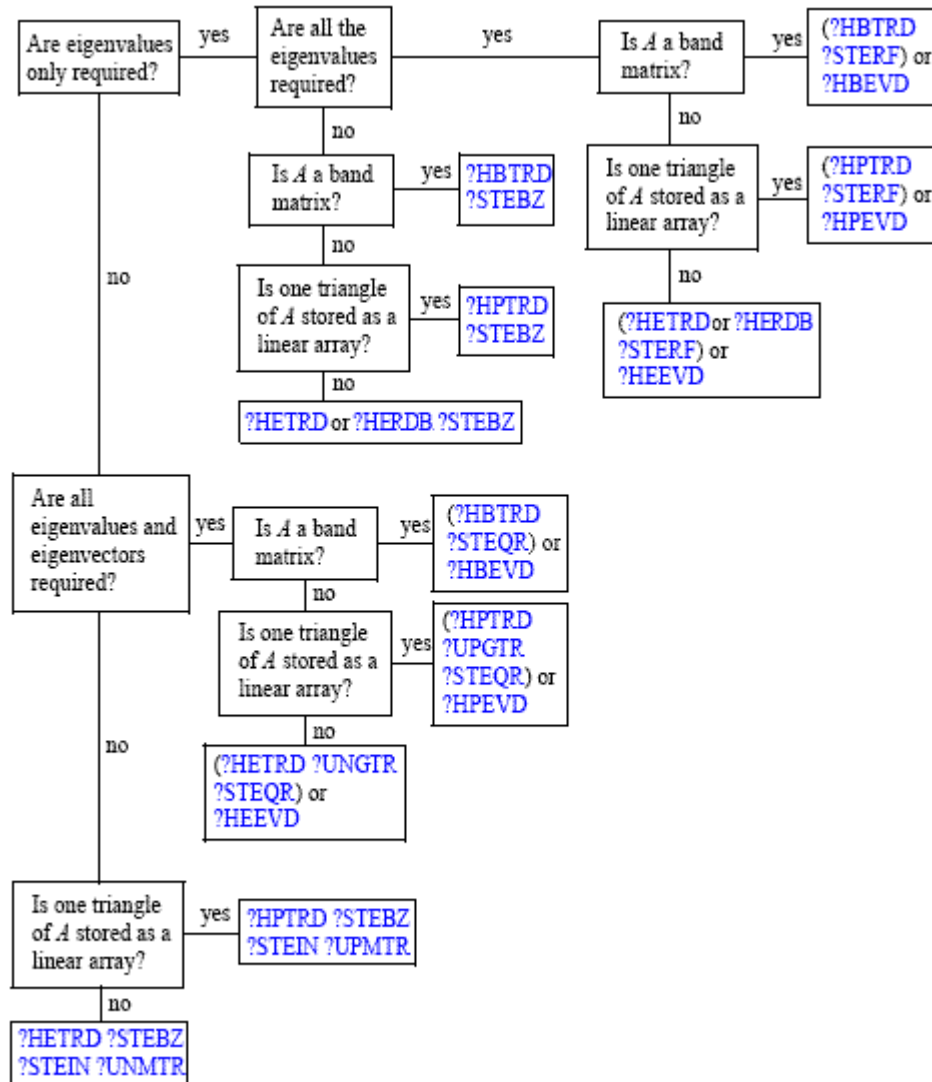 Are eigenvalues
only required?
yes
Are all the
eigenvalues
required?
yes
Is A a band
matrix?
yes
(?HBTRD
?STERF) or
?HBEVD
no
no
Is A a band
matrix?
yes
?HBTRD
?STEBZ
Is one triangle
of A stored as a
linear array?
yes
(?HPTRD
?STERF) or
?HPEVD
no
no
no
Is one triangle
of A stored as a
linear array?
yes
?HPTRD
?STEBZ
(?HETRD or ?HERDB
?STERF) or
?HEEVD
no
?HETRD or ?HERDB ?STEBZ
Are all
eigenvalues and
eigenvectors
required?
yes
Is A a band
matrix?
yes
(?HBTRD
?STEQR) or
?HBEVD
no
Is one triangle
of A stored as a
linear array?
yes
(?HPTRD
?UPGTR
?STEQR) or
?HPEVD
no
no
(?HETRD ?UNGTR
?STEQR) or
?HEEVD
Is one triangle
of A stored as a
linear array?
yes
?HPTRD ?STEBZ
?STEIN ?UPMTR
no
?HETRD ?STEBZ
?STEIN ?UNMTR